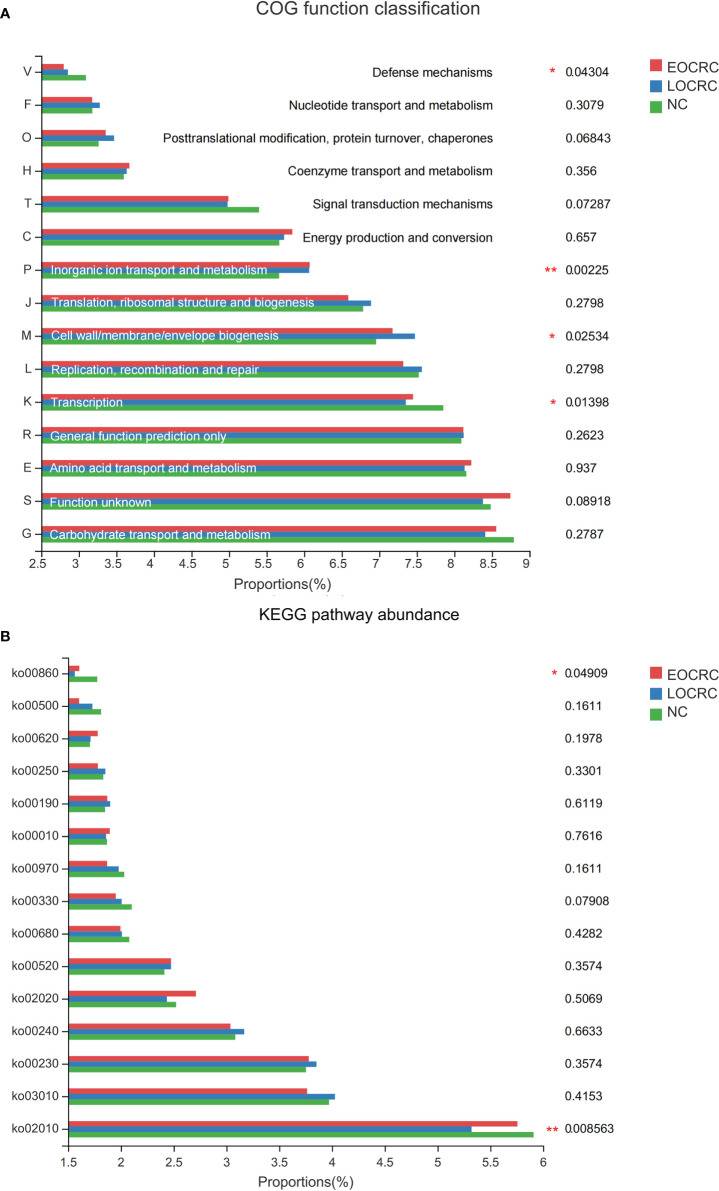 A
COG function classification
V Defense mechanisms * 0.04304
F Nucleotide transport and metabolism 0.3079
O Posttranslational modification, protein turnover, chaperones 0.06843
H Coenzyme transport and metabolism 0.356
T Signal transduction mechanisms 0.07287
C Energy production and conversion 0.657
P Inorganic ion transport and metabolism ** 0.00225
J Translation, ribosomal structure and biogenesis 0.2798
M Cell wall/membrane/envelope biogenesis * 0.02534
L Replication, recombination and repair 0.2798
K Transcription * 0.01398
R General function prediction only 0.2623
E Amino acid transport and metabolism 0.937
S Function unknown 0.08918
G Carbohydrate transport and metabolism 0.2787
EOCRC
LOCRC
NC
2.5 3 3.5 4 4.5 5 5.5 6 6.5 7 7.5 8 8.5 9
Proportions(%)
KEGG pathway abundance
B
ko00860 * 0.04909
ko00500 0.1611
ko00620 0.1978
ko00250 0.3301
ko00190 0.6119
ko00010 0.7616
ko00970 0.1611
ko00330 0.07908
ko00680 0.4282
ko00520 0.3574
ko02020 0.5069
ko00240 0.6633
ko00230 0.3574
ko03010 0.4153
ko02010 ** 0.008563
EOCRC
LOCRC
NC
1.5 2 2.5 3 3.5 4 4.5 5 5.5 6
Proportions(%)